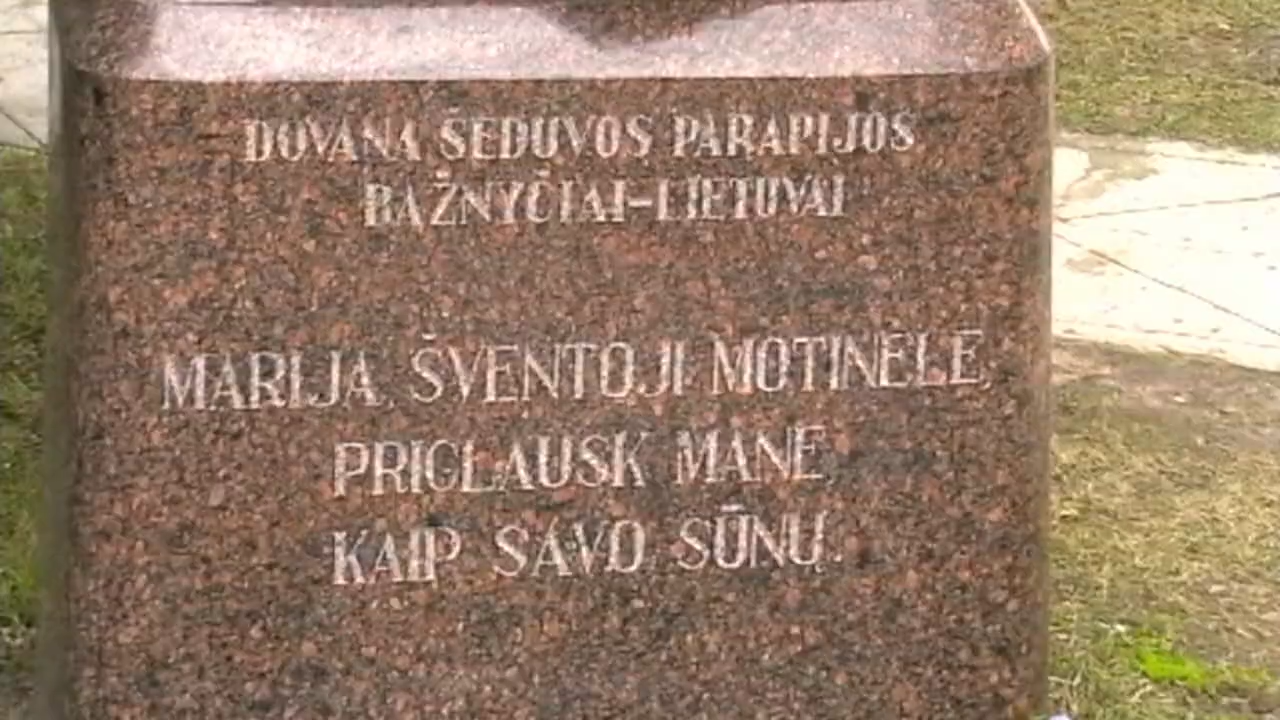 DOVANA ŠEDUVOS PARAPIJOS
BAŽNYČIAI-LIETUVAI
MARIJA, ŠVENTOJI MOTINĖLE,
PRIGLAUSK MANE,
KAIP SAVO SŪNŲ.